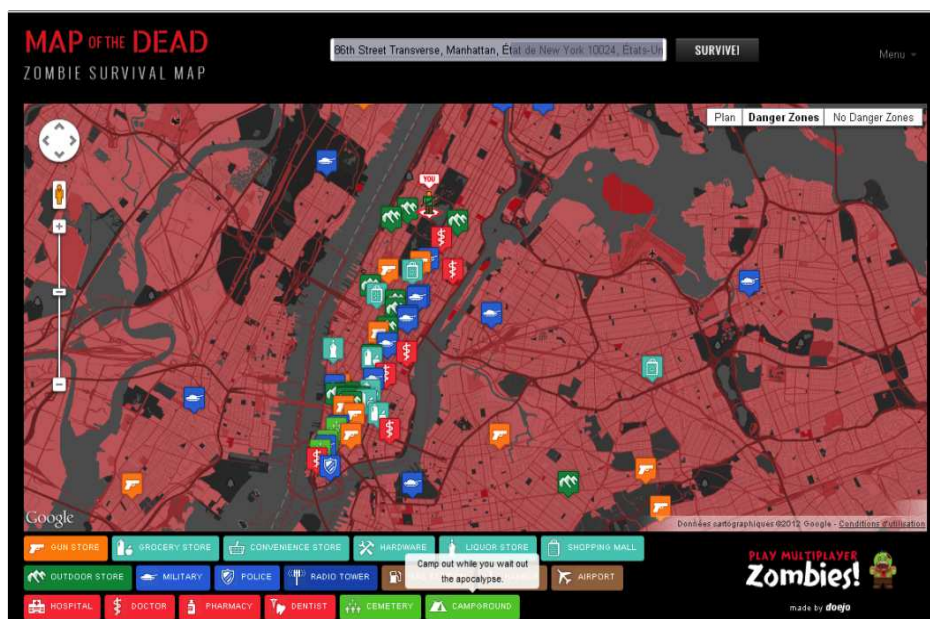 MAP OF THE DEAD
ZOMBIE SURVIVAL MAP
86th Street Transverse, Manhattan, État de New York 10024, États-Un
SURVIVE!
Menu
Plan
Danger Zones
No Danger Zones
YOU
Google
Données cartographiques ©2012 Google - Conditions d'utilisation
GUN STORE
GROCERY STORE
CONVENIENCE STORE
HARDWARE
LIQUOR STORE
SHOPPING MALL
OUTDOOR STORE
MILITARY
POLICE
RADIO TOWER
AIRPORT
Camp out while you wait out
the apocalypse.
HOSPITAL
DOCTOR
PHARMACY
DENTIST
CEMETERY
CAMPGROUND
PLAY MULTIPLAYER
Zombies!
made by doejo